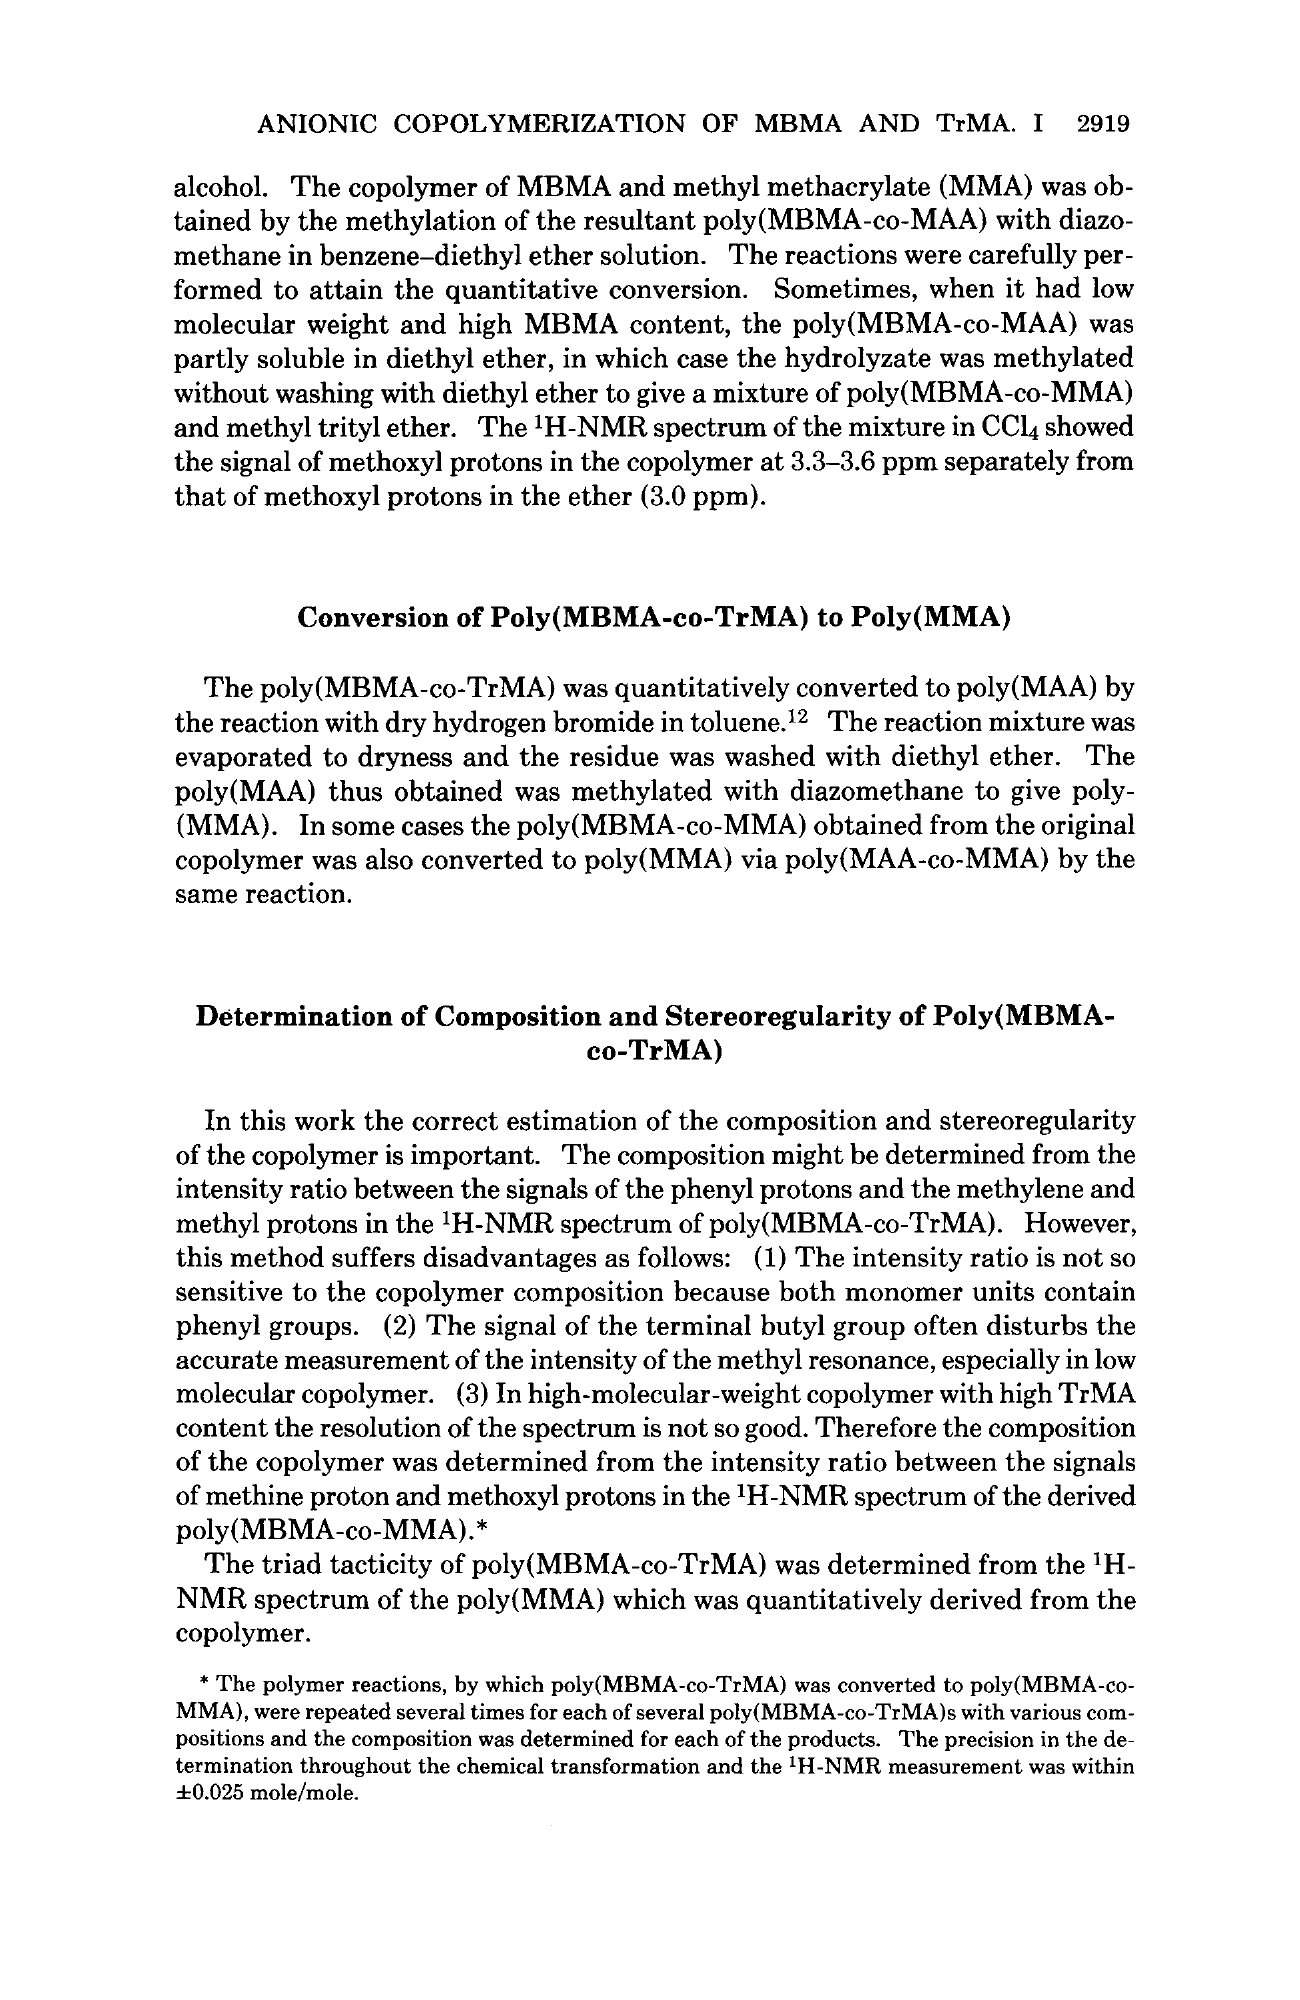 ANIONIC COPOLYMERIZATION OF MBMA AND TrMA. I 2919
alcohol. The copolymer of MBMA and methyl methacrylate (MMA) was ob-
tained by the methylation of the resultant poly(MBMA-co-MAA) with diazo-
methane in benzene–diethyl ether solution. The reactions were carefully per-
formed to attain the quantitative conversion. Sometimes, when it had low
molecular weight and high MBMA content, the poly(MBMA-co-MAA) was
partly soluble in diethyl ether, in which case the hydrolyzate was methylated
without washing with diethyl ether to give a mixture of poly(MBMA-co-MMA)
and methyl trityl ether. The ¹H-NMR spectrum of the mixture in CCl₄ showed
the signal of methoxyl protons in the copolymer at 3.3–3.6 ppm separately from
that of methoxyl protons in the ether (3.0 ppm).
Conversion of Poly(MBMA-co-TrMA) to Poly(MMA)
The poly(MBMA-co-TrMA) was quantitatively converted to poly(MAA) by
the reaction with dry hydrogen bromide in toluene.¹² The reaction mixture was
evaporated to dryness and the residue was washed with diethyl ether. The
poly(MAA) thus obtained was methylated with diazomethane to give poly-
(MMA). In some cases the poly(MBMA-co-MMA) obtained from the original
copolymer was also converted to poly(MMA) via poly(MAA-co-MMA) by the
same reaction.
Determination of Composition and Stereoregularity of Poly(MBMA-
co-TrMA)
In this work the correct estimation of the composition and stereoregularity
of the copolymer is important. The composition might be determined from the
intensity ratio between the signals of the phenyl protons and the methylene and
methyl protons in the ¹H-NMR spectrum of poly(MBMA-co-TrMA). However,
this method suffers disadvantages as follows: (1) The intensity ratio is not so
sensitive to the copolymer composition because both monomer units contain
phenyl groups. (2) The signal of the terminal butyl group often disturbs the
accurate measurement of the intensity of the methyl resonance, especially in low
molecular copolymer. (3) In high-molecular-weight copolymer with high TrMA
content the resolution of the spectrum is not so good. Therefore the composition
of the copolymer was determined from the intensity ratio between the signals
of methine proton and methoxyl protons in the ¹H-NMR spectrum of the derived
poly(MBMA-co-MMA).*
The triad tacticity of poly(MBMA-co-TrMA) was determined from the ¹H-
NMR spectrum of the poly(MMA) which was quantitatively derived from the
copolymer.
* The polymer reactions, by which poly(MBMA-co-TrMA) was converted to poly(MBMA-co-
MMA), were repeated several times for each of several poly(MBMA-co-TrMA)s with various com-
positions and the composition was determined for each of the products. The precision in the de-
termination throughout the chemical transformation and the ¹H-NMR measurement was within
±0.025 mole/mole.